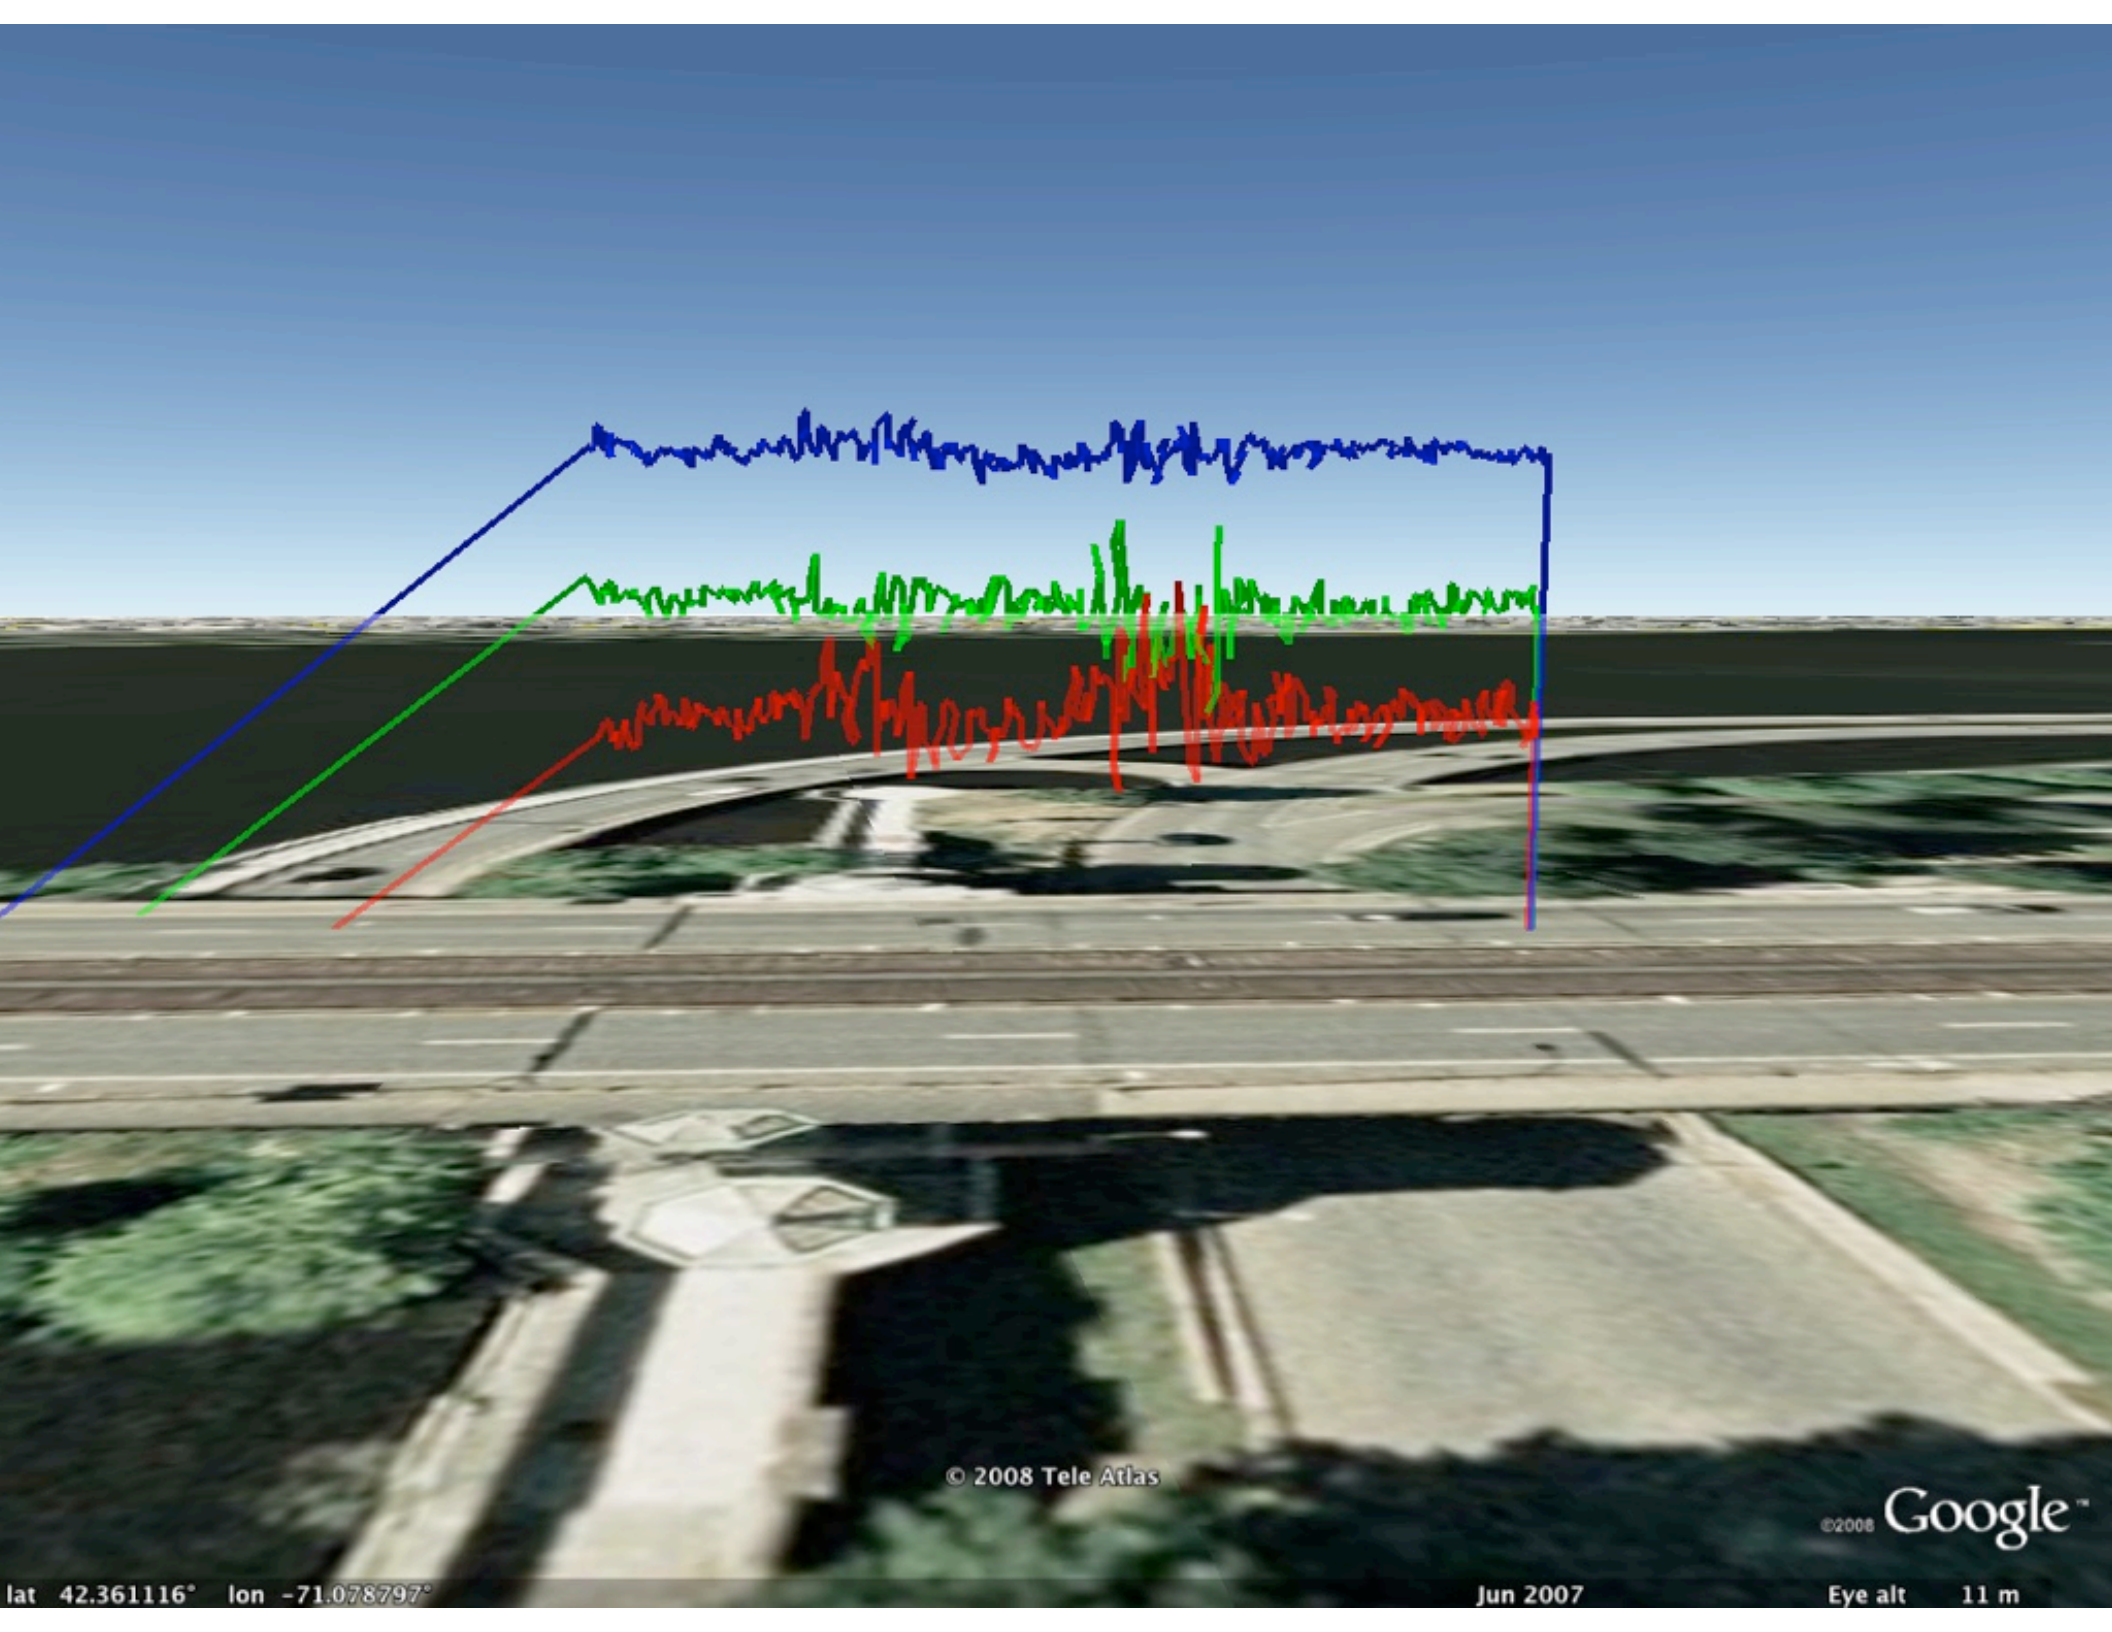 © 2008 Tele Atlas
©2008 Google™
lat 42.361116° lon -71.078797° Jun 2007 Eye alt 11 m